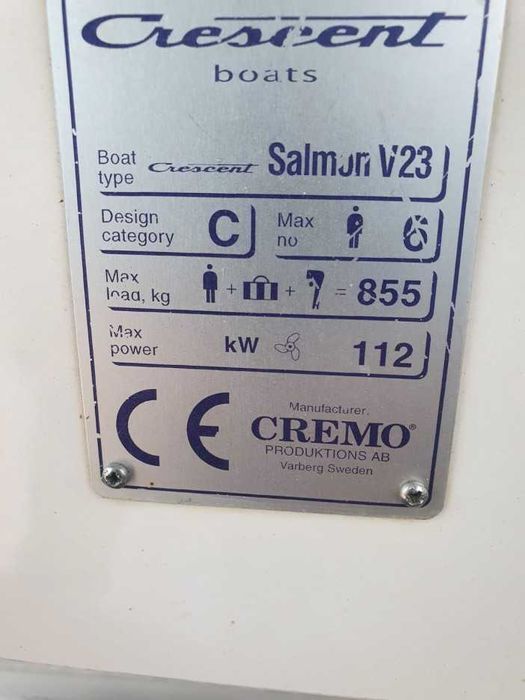 Crescent
boats
Boat type Crescent Salmon V23
Design category C Max no 6
Max load, kg + + = 855
Max power kW 112
CE Manufacturer.
CREMO®
PRODUKTIONS AB
Varberg Sweden